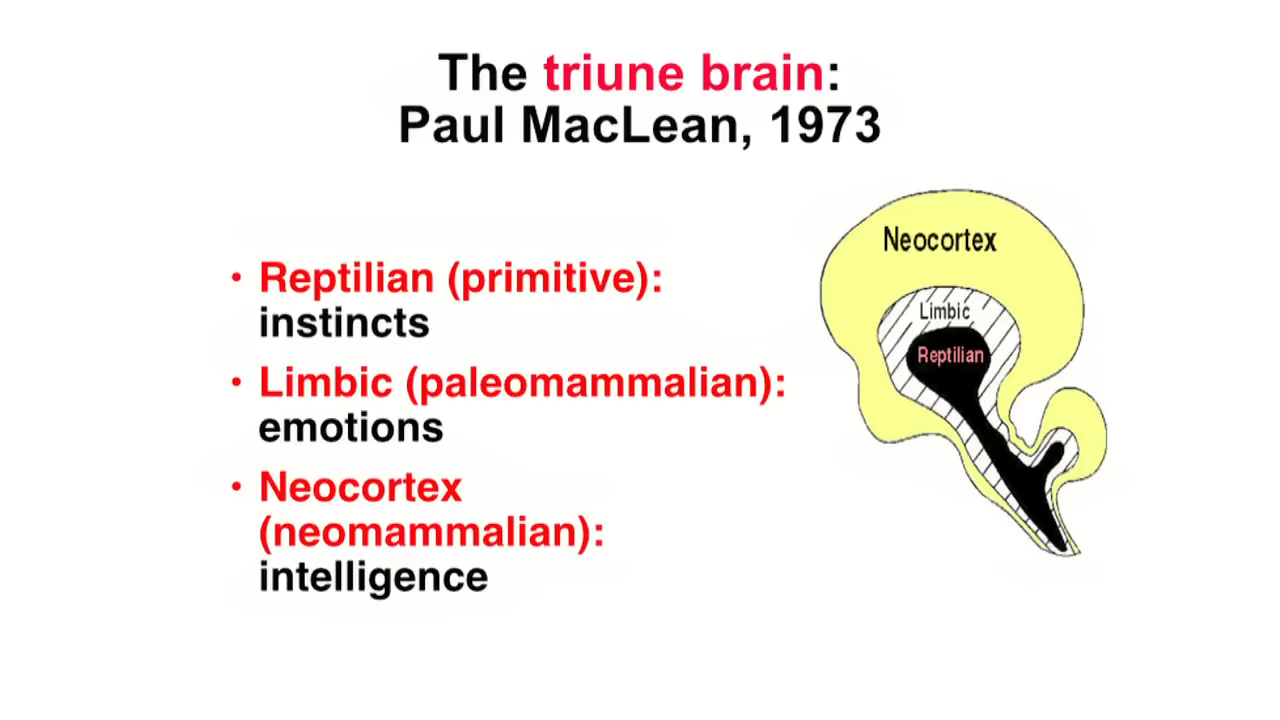 The triune brain:
Paul MacLean, 1973
• Reptilian (primitive):
instincts
• Limbic (paleomammalian):
emotions
• Neocortex
(neomammalian):
intelligence
Neocortex
Limbic
Reptilian